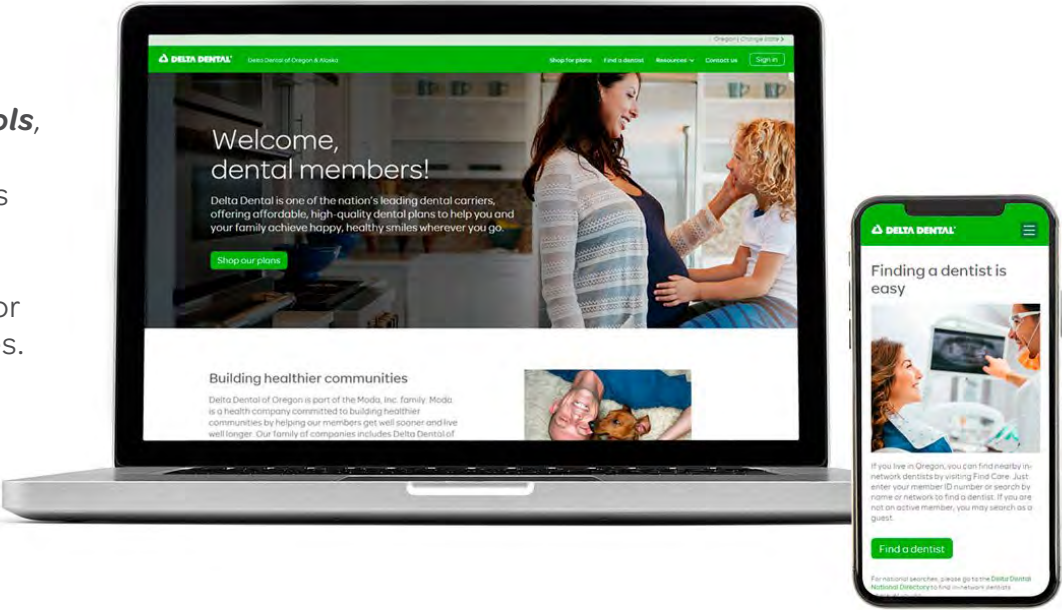 ols,
s
or
s.
Oregon | Change state >
DELTA DENTAL®
Delta Dental of Oregon & Alaska
Shop for plans Find a dentist Resources Contact us Sign in
Welcome,
dental members!
Delta Dental is one of the nation's leading dental carriers,
offering affordable, high-quality dental plans to help you and
your family achieve happy, healthy smiles wherever you go.
Shop our plans
Building healthier communities
Delta Dental of Oregon is part of the Moda, Inc. family. Moda
is a health company committed to building healthier
communities by helping our members get well sooner and live
well longer. Our family of companies includes Delta Dental of
DELTA DENTAL®
Finding a dentist is
easy
If you live in Oregon, you can find nearby in-
network dentists by visiting Find Care. Just
enter your member ID number or search by
name or network to find a dentist. If you are
not an active member, you may search as a
guest.
Find a dentist
For national searches, please go to the Delta Dental
National Directory to find in-network dentists